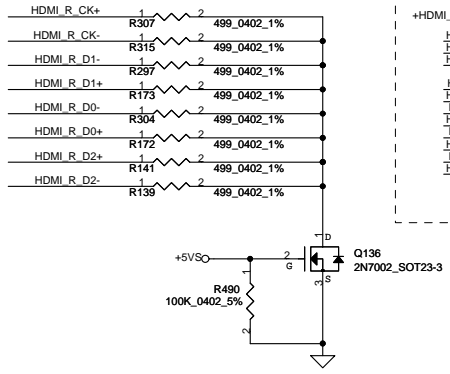 HDMI_R_CK+ 1 2
R307 499_0402_1%
HDMI_R_CK- 1 2
R315 499_0402_1%
HDMI_R_D1- 1 2
R297 499_0402_1%
HDMI_R_D1+ 1 2
R173 499_0402_1%
HDMI_R_D0- 1 2
R304 499_0402_1%
HDMI_R_D0+ 1 2
R172 499_0402_1%
HDMI_R_D2+ 1 2
R141 499_0402_1%
HDMI_R_D2- 1 2
R139 499_0402_1%
+HDMI_
1 D
Q136
2N7002_SOT23-3
+5VS 2 G
S 3
1
R490
100K_0402_5%
2